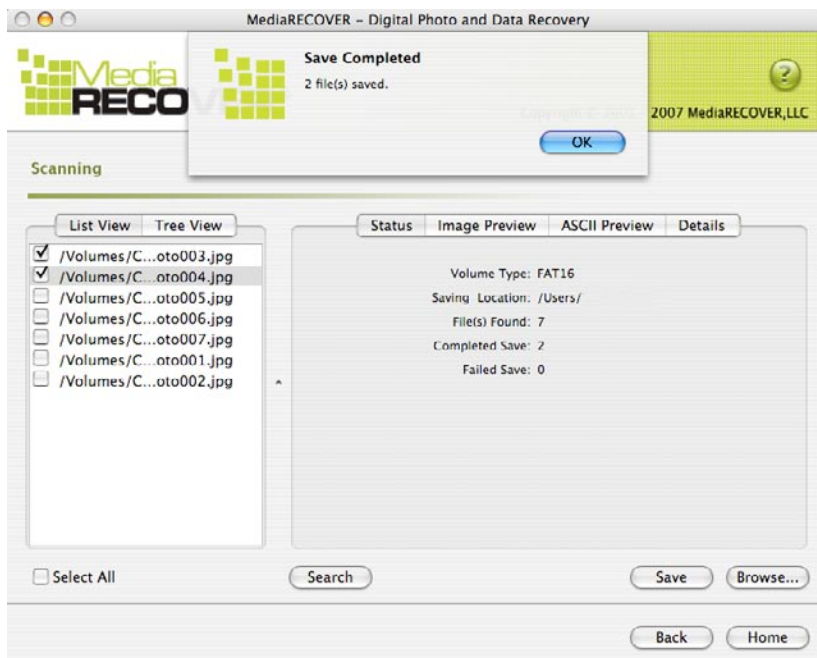 MediaRECOVER – Digital Photo and Data Recovery
Save Completed
2 file(s) saved.
OK
Media
RECOV
2007 MediaRECOVER,LLC
?
Scanning
List View Tree View
/Volumes/C...oto003.jpg
/Volumes/C...oto004.jpg
/Volumes/C...oto005.jpg
/Volumes/C...oto006.jpg
/Volumes/C...oto007.jpg
/Volumes/C...oto001.jpg
/Volumes/C...oto002.jpg
Status Image Preview ASCII Preview Details
Volume Type: FAT16
Saving Location: /Users/
File(s) Found: 7
Completed Save: 2
Failed Save: 0
Select All
Search
Save
Browse...
Back
Home